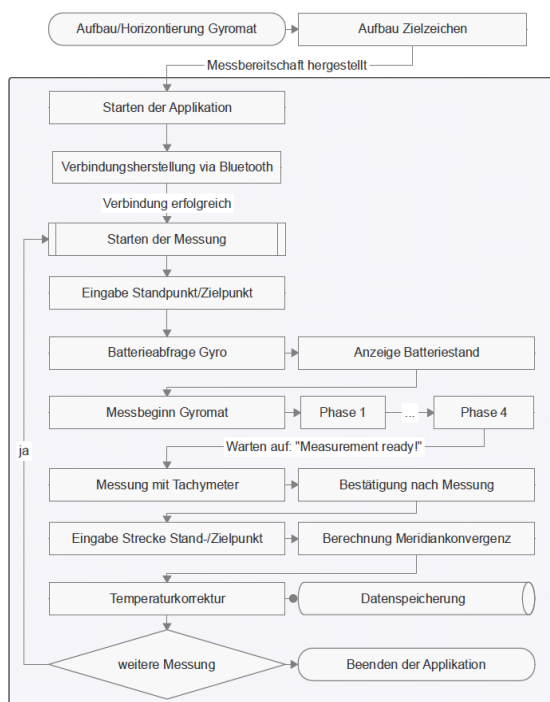 Aufbau/Horizontierung Gyromat
Aufbau Zielzeichen
Messbereitschaft hergestellt
Starten der Applikation
Verbindungsherstellung via Bluetooth
Verbindung erfolgreich
Starten der Messung
Eingabe Standpunkt/Zielpunkt
Batterieabfrage Gyro
Anzeige Batteriestand
Messbeginn Gyromat
Phase 1
...
Phase 4
ja
Warten auf: "Measurement ready!"
Messung mit Tachymeter
Bestätigung nach Messung
Eingabe Strecke Stand-/Zielpunkt
Berechnung Meridiankonvergenz
Temperaturkorrektur
Datenspeicherung
weitere Messung
Beenden der Applikation